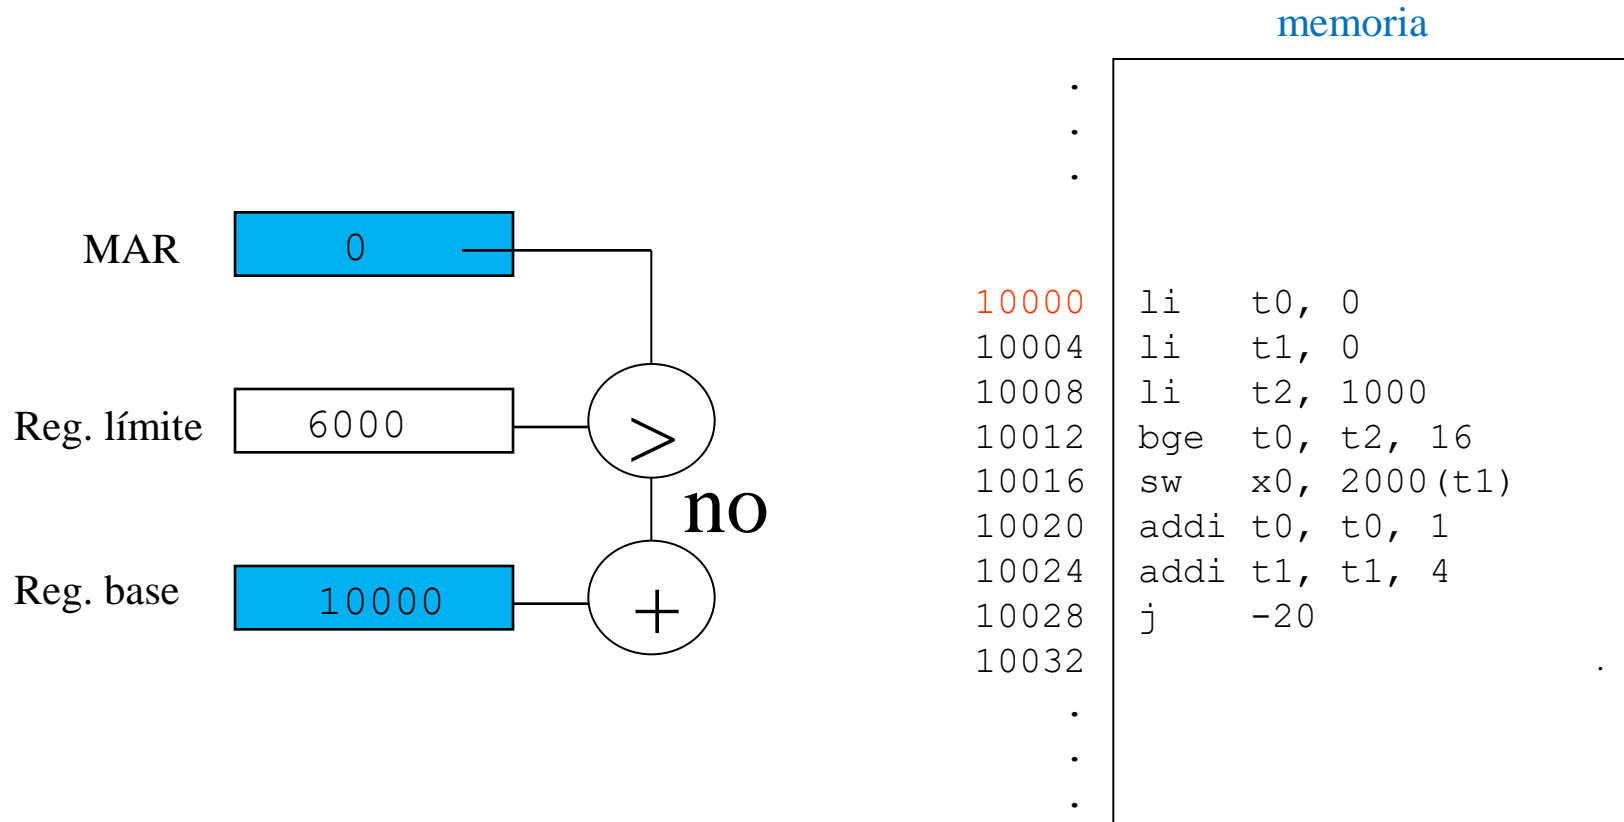 memoria
.
.
.
MAR 0
Reg. límite 6000
>
no
Reg. base 10000
+
10000 li t0, 0
10004 li t1, 0
10008 li t2, 1000
10012 bge t0, t2, 16
10016 sw x0, 2000(t1)
10020 addi t0, t0, 1
10024 addi t1, t1, 4
10028 j -20
10032 .
.
.
.